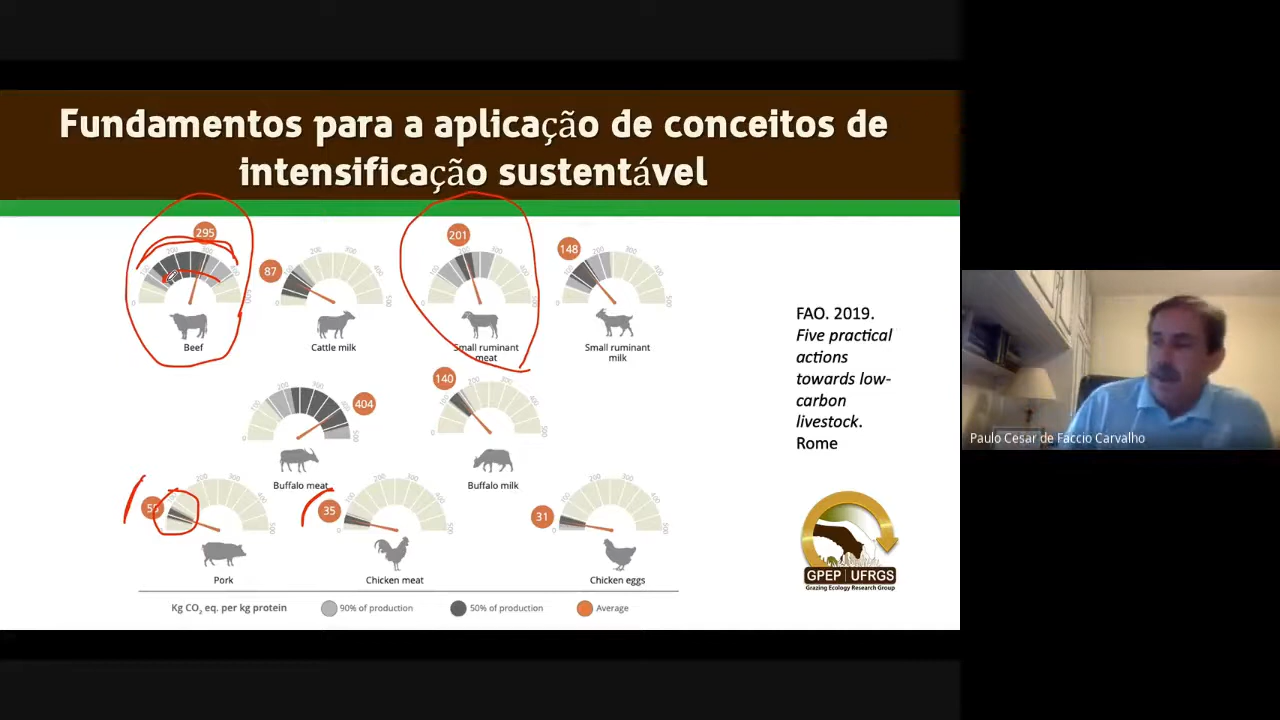 Fundamentos para a aplicação de conceitos de
intensificação sustentável
295
201
148
87
Beef
Cattle milk
Small ruminant
meat
Small ruminant
milk
FAO. 2019.
Five practical
actions
towards low-
carbon
livestock.
Rome
140
404
Buffalo meat
Buffalo milk
35
31
Pork
Chicken meat
Chicken eggs
Kg CO₂ eq. per kg protein
90% of production
50% of production
Average
GPEP | UFRGS
Grazing Ecology Research Group
Paulo Cesar de Faccio Carvalho